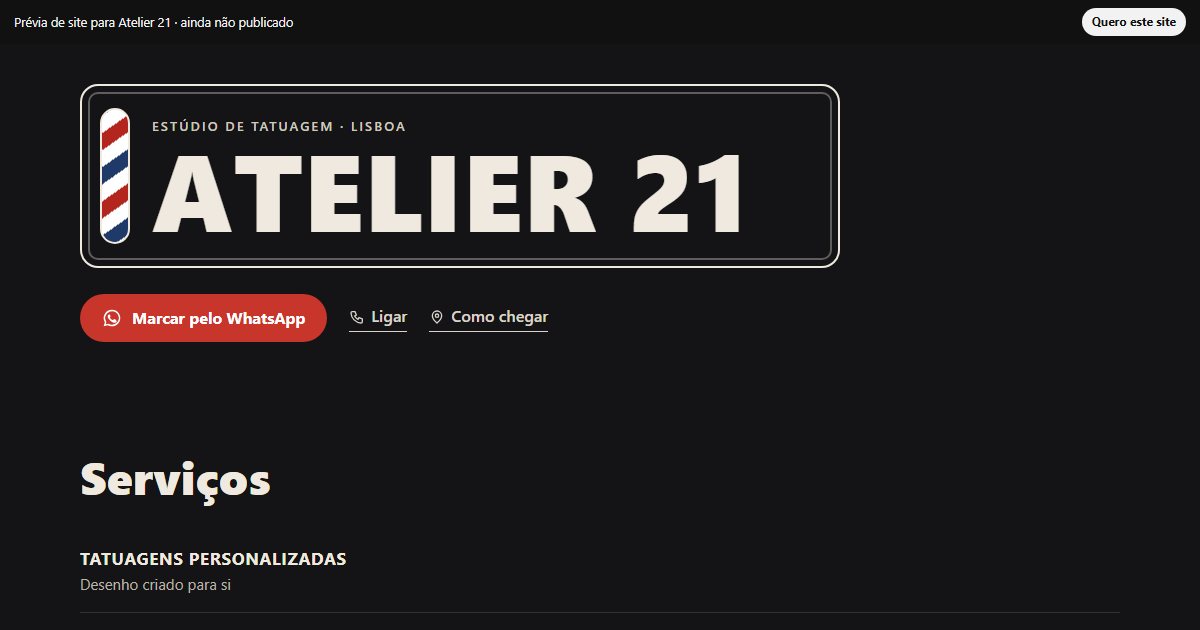 Prévia de site para Atelier 21 · ainda não publicado
Quero este site
ESTÚDIO DE TATUAGEM · LISBOA
ATELIER 21
Marcar pelo WhatsApp
Ligar
Como chegar
Serviços
TATUAGENS PERSONALIZADAS
Desenho criado para si